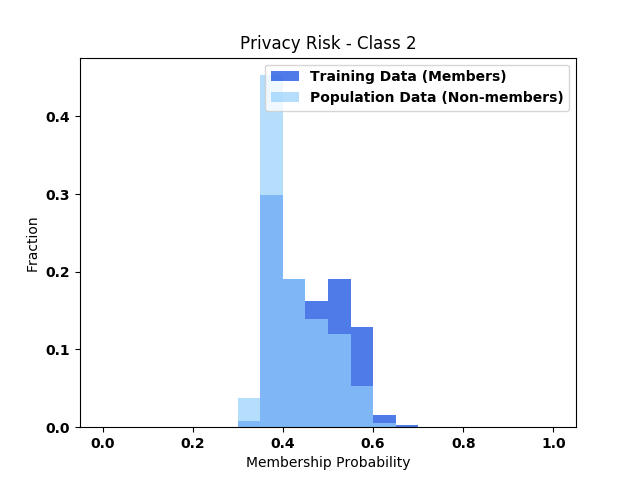 Privacy Risk - Class 2
Training Data (Members)
Population Data (Non-members)
0.4
0.3
0.2
0.1
0.0
Fraction
0.0 0.2 0.4 0.6 0.8 1.0
Membership Probability